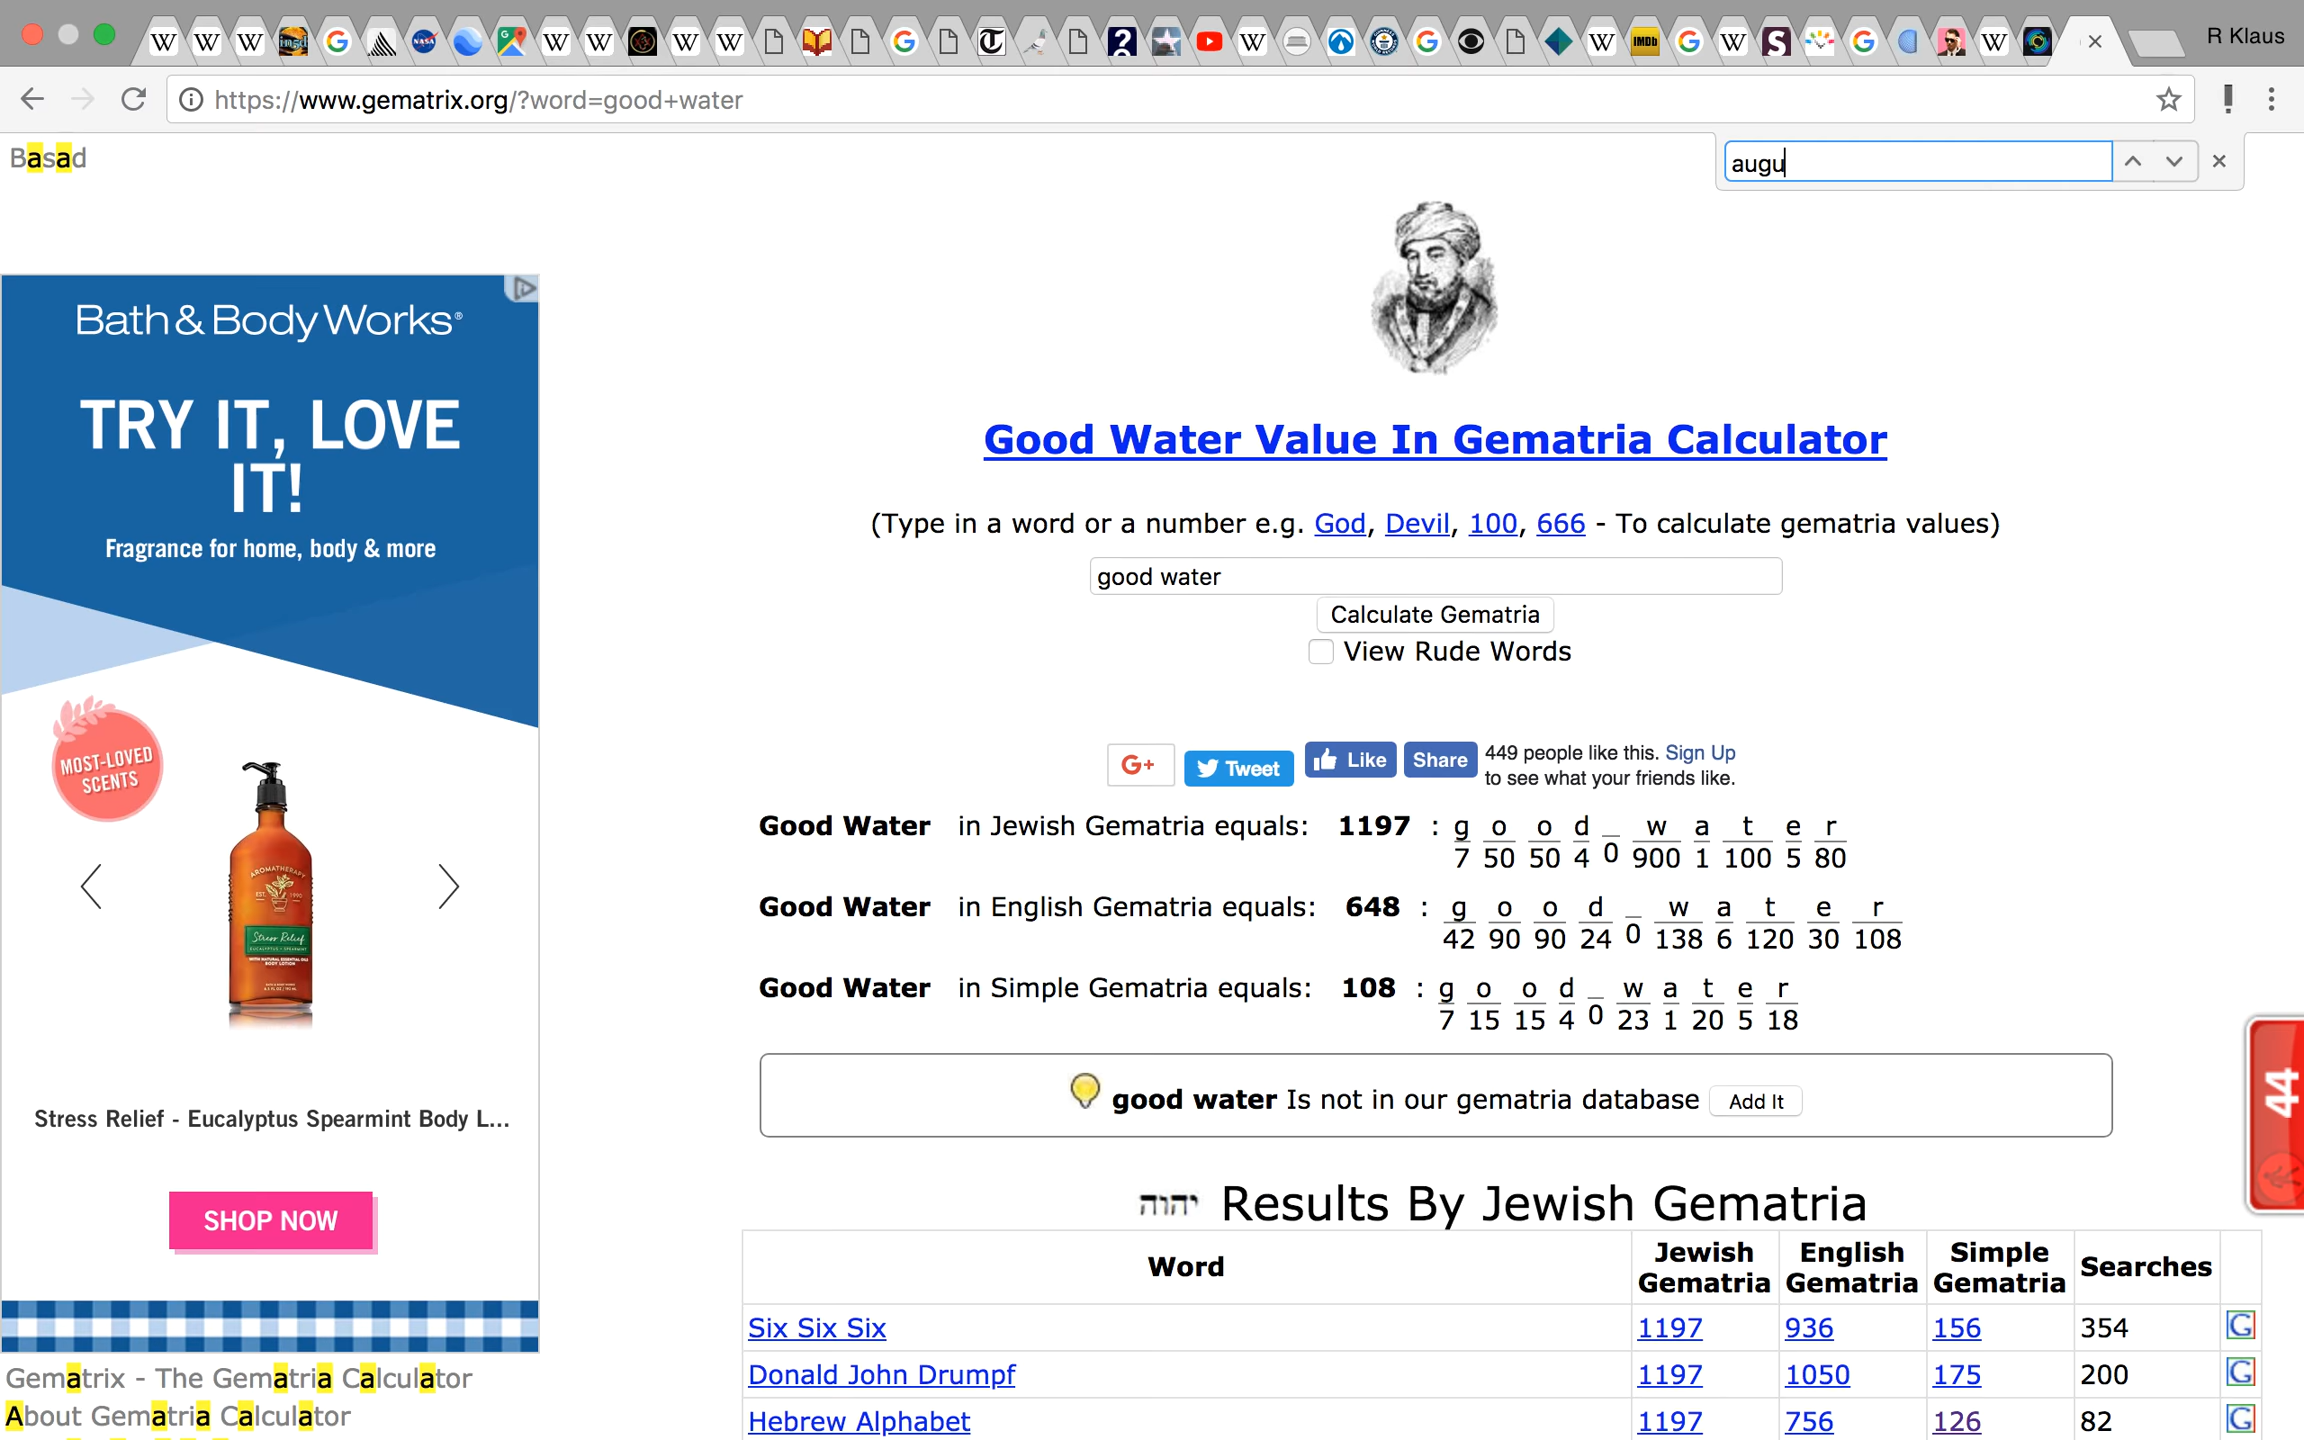 R Klaus
https://www.gematrix.org/?word=good+water
Basad
augu
Bath & Body Works®
TRY IT, LOVE
IT!
Fragrance for home, body & more
MOST-LOVED
SCENTS
AROMATHERAPY
Stress Relief
Stress Relief - Eucalyptus Spearmint Body L...
SHOP NOW
Gematrix - The Gematria Calculator
About Gematria Calculator
Good Water Value In Gematria Calculator
(Type in a word or a number e.g. God, Devil, 100, 666 - To calculate gematria values)
good water
Calculate Gematria
View Rude Words
G+ Tweet Like Share 449 people like this. Sign Up
to see what your friends like.
Good Water in Jewish Gematria equals: 1197 : g o o d _ w a t e r
7 50 50 4 0 900 1 100 5 80
Good Water in English Gematria equals: 648 : g o o d _ w a t e r
42 90 90 24 0 138 6 120 30 108
Good Water in Simple Gematria equals: 108 : g o o d _ w a t e r
7 15 15 4 0 23 1 20 5 18
good water Is not in our gematria database Add It
44
יהוה Results By Jewish Gematria
Word Jewish Gematria English Gematria Simple Gematria Searches
Six Six Six 1197 936 156 354 G
Donald John Drumpf 1197 1050 175 200 G
Hebrew Alphabet 1197 756 126 82 G